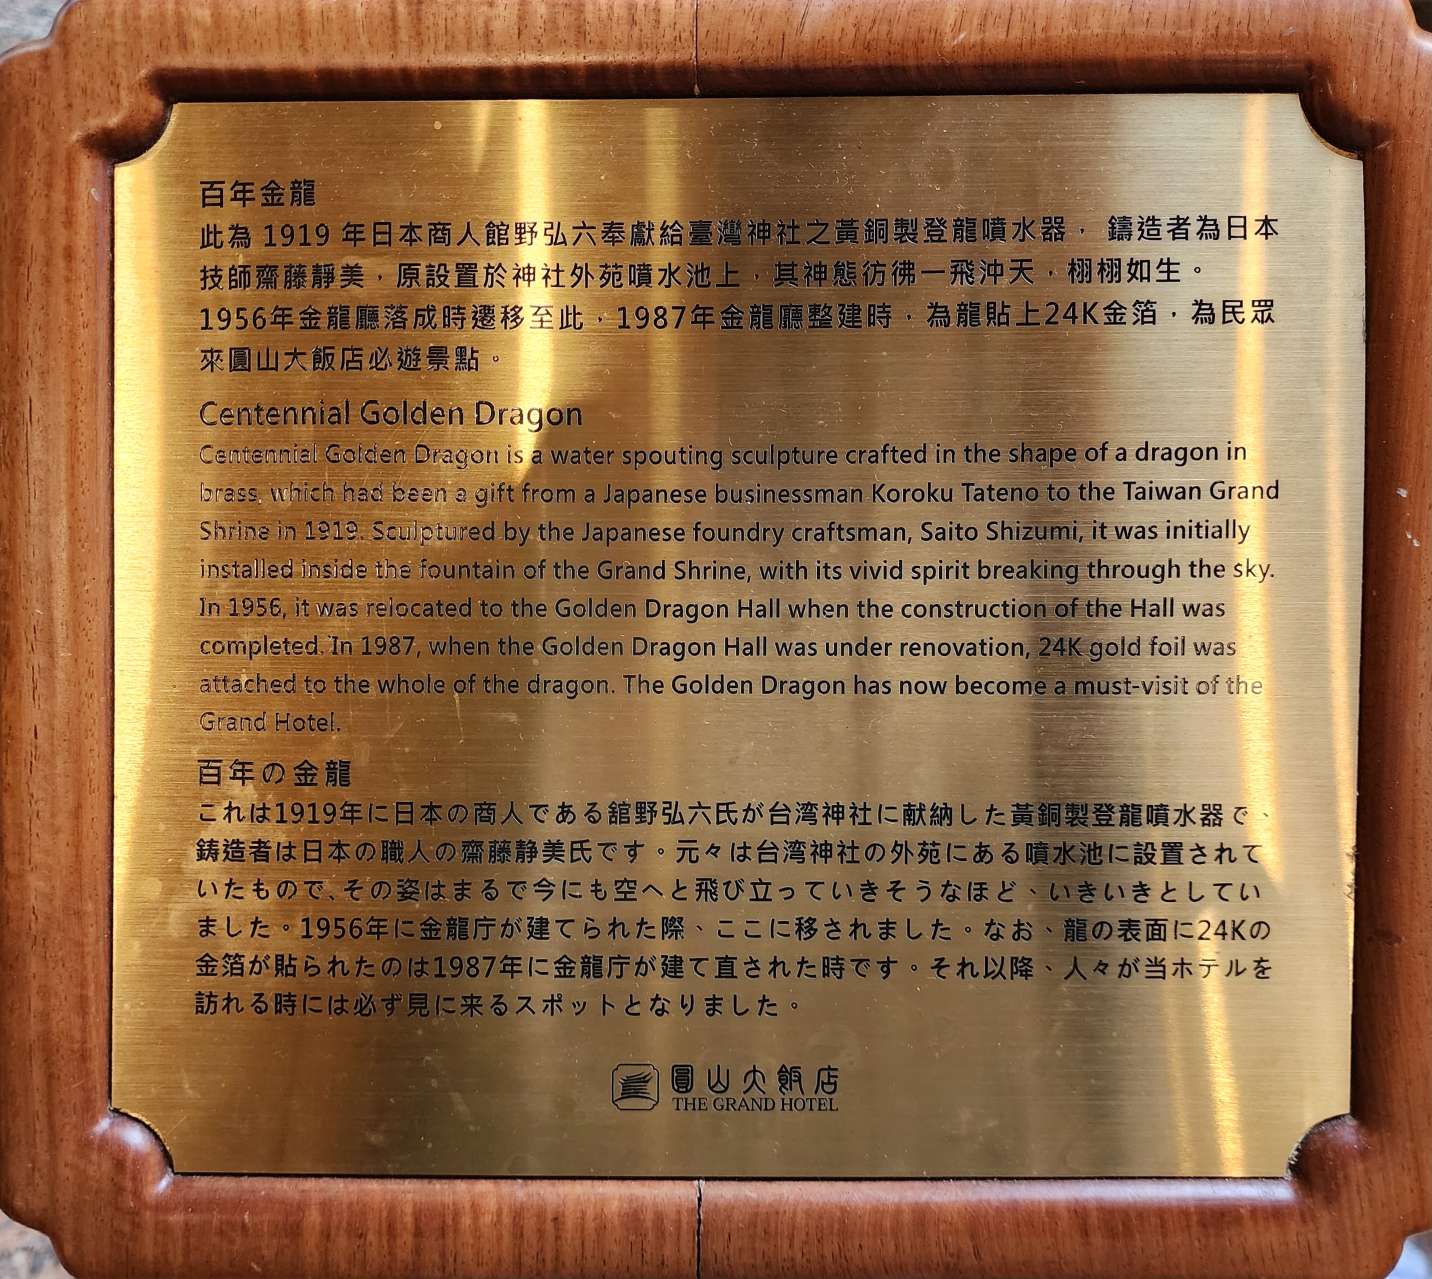 百年金龍
此為 1919 年日本商人館野弘六奉獻給臺灣神社之黃銅製登龍噴水器， 鑄造者為日本
技師齋藤靜美，原設置於神社外苑噴水池上，其神態彷彿一飛沖天，栩栩如生。
1956年金龍廳落成時遷移至此，1987年金龍廳整建時，為龍貼上24K金箔，為民眾
來圓山大飯店必遊景點。
Centennial Golden Dragon
Centennial Golden Dragon is a water spouting sculpture crafted in the shape of a dragon in
brass, which had been a gift from a Japanese businessman Koroku Tateno to the Taiwan Grand
Shrine in 1919. Sculptured by the Japanese foundry craftsman, Saito Shizumi, it was initially
installed inside the fountain of the Grand Shrine, with its vivid spirit breaking through the sky.
In 1956, it was relocated to the Golden Dragon Hall when the construction of the Hall was
completed. In 1987, when the Golden Dragon Hall was under renovation, 24K gold foil was
attached to the whole of the dragon. The Golden Dragon has now become a must-visit of the
Grand Hotel.
百年の金龍
これは1919年に日本の商人である舘野弘六氏が台湾神社に献納した黃銅製登龍噴水器で、
鋳造者は日本の職人の齋藤静美氏です。元々は台湾神社の外苑にある噴水池に設置されて
いたもので､その姿はまるで今にも空へと飛び立っていきそうなほど、いきいきとしてい
ました。1956年に金龍庁が建てられた際、ここに移されました。なお、龍の表面に24Kの
金箔が貼られたのは1987年に金龍庁が建て直された時です。それ以降、人々が当ホテルを
訪れる時には必ず見に来るスポットとなりました。
圓山大飯店
THE GRAND HOTEL